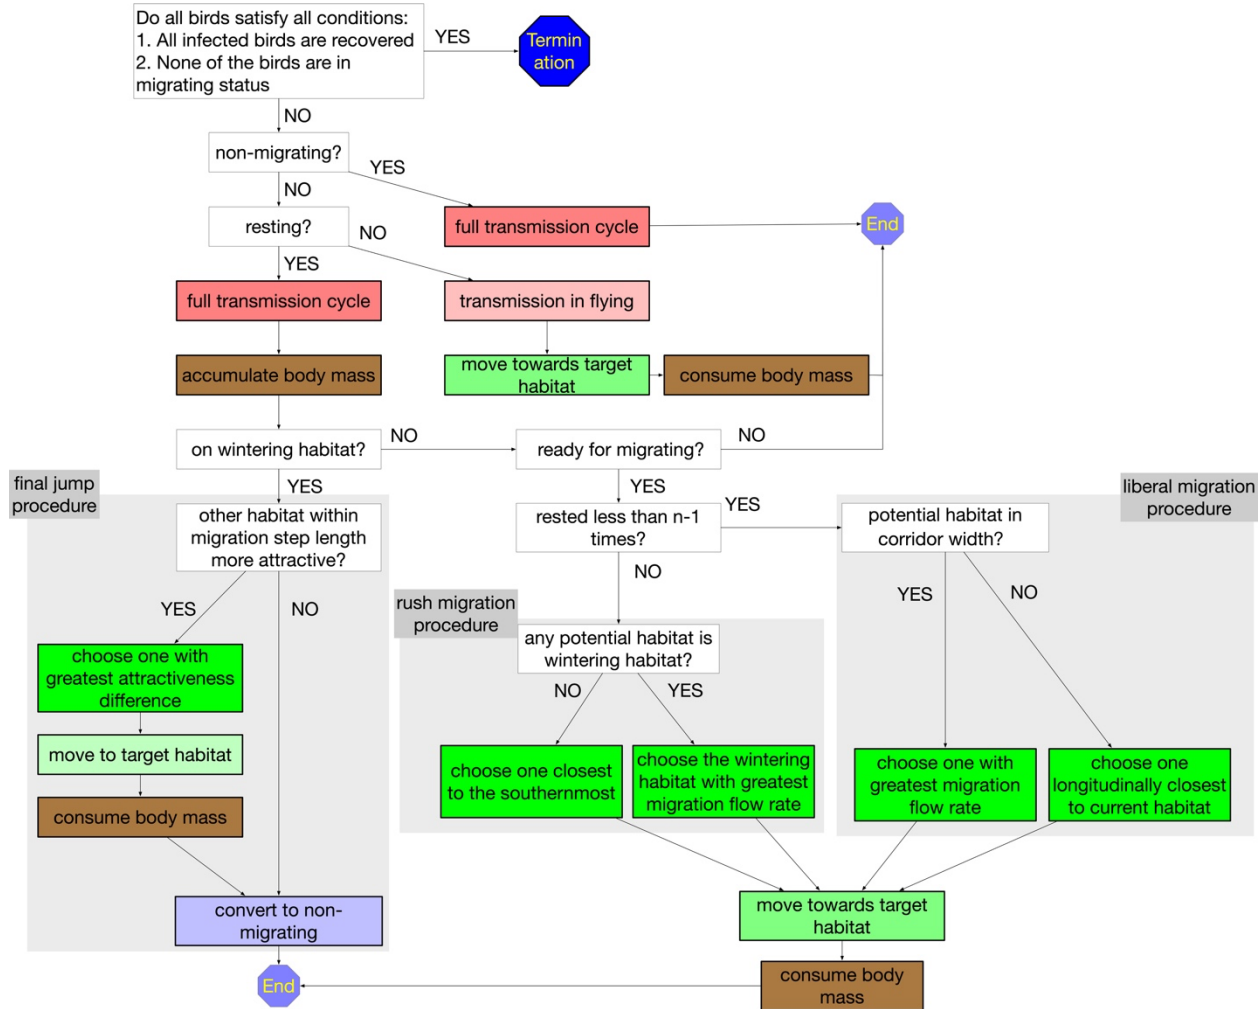 Do all birds satisfy all conditions:
1. All infected birds are recovered
2. None of the birds are in
migrating status
YES
Termin
ation
NO
non-migrating?
YES
NO
resting?
NO
full transmission cycle
End
YES
full transmission cycle
transmission in flying
accumulate body mass
move towards target
habitat
consume body mass
on wintering habitat?
NO
ready for migrating?
NO
final jump
procedure
YES
YES
liberal migration
procedure
other habitat within
migration step length
more attractive?
rested less than n-1
times?
YES
potential habitat in
corridor width?
YES
NO
NO
YES
NO
rush migration
procedure
any potential habitat is
wintering habitat?
choose one with
greatest attractiveness
difference
NO
YES
move to target habitat
choose one closest
to the southernmost
choose the wintering
habitat with greatest
migration flow rate
choose one with
greatest migration
flow rate
choose one
longitudinally closest
to current habitat
consume body mass
convert to non-
migrating
move towards target
habitat
End
consume body
mass